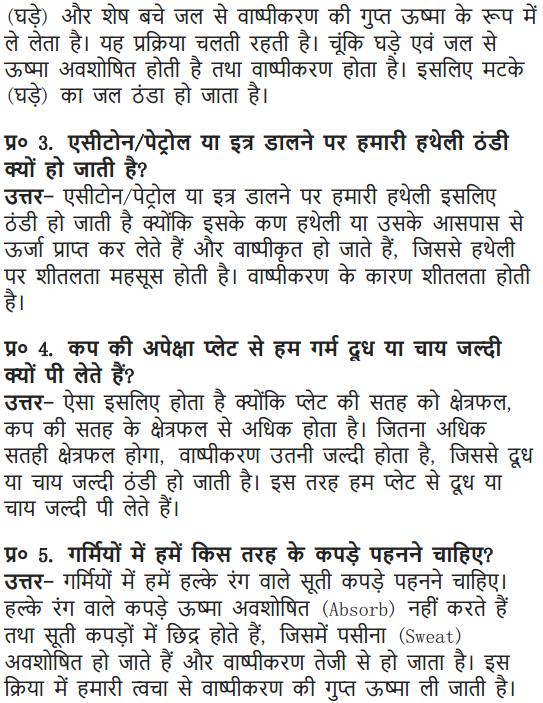 (घड़े) और शेष बचे जल से वाष्पीकरण की गुप्त ऊष्मा के रूप में
ले लेता है। यह प्रक्रिया चलती रहती है। चूंकि घड़े एवं जल से
ऊष्मा अवशोषित होती है तथा वाष्पीकरण होता है। इसलिए मटके
(घड़े) का जल ठंडा हो जाता है।
प्र० 3. एसीटोन/पेट्रोल या इत्र डालने पर हमारी हथेली ठंडी
क्यों हो जाती है?
उत्तर– एसीटोन/पेट्रोल या इत्र डालने पर हमारी हथेली इसलिए
ठंडी हो जाती है क्योंकि इसके कण हथेली या उसके आसपास से
ऊर्जा प्राप्त कर लेते हैं और वाष्पीकृत हो जाते हैं, जिससे हथेली
पर शीतलता महसूस होती है। वाष्पीकरण के कारण शीतलता होती
है।
प्र० 4. कप की अपेक्षा प्लेट से हम गर्म दूध या चाय जल्दी
क्यों पी लेते हैं?
उत्तर– ऐसा इसलिए होता है क्योंकि प्लेट की सतह को क्षेत्रफल,
कप की सतह के क्षेत्रफल से अधिक होता है। जितना अधिक
सतही क्षेत्रफल होगा, वाष्पीकरण उतनी जल्दी होता है, जिससे दूध
या चाय जल्दी ठंडी हो जाती है। इस तरह हम प्लेट से दूध या
चाय जल्दी पी लेते हैं।
प्र० 5. गर्मियों में हमें किस तरह के कपड़े पहनने चाहिए?
उत्तर– गर्मियों में हमें हल्के रंग वाले सूती कपड़े पहनने चाहिए।
हल्के रंग वाले कपड़े ऊष्मा अवशोषित (Absorb) नहीं करते हैं
तथा सूती कपड़ों में छिद्र होते हैं, जिसमें पसीना (Sweat)
अवशोषित हो जाते हैं और वाष्पीकरण तेजी से हो जाता है। इस
क्रिया में हमारी त्वचा से वाष्पीकरण की गुप्त ऊष्मा ली जाती है।